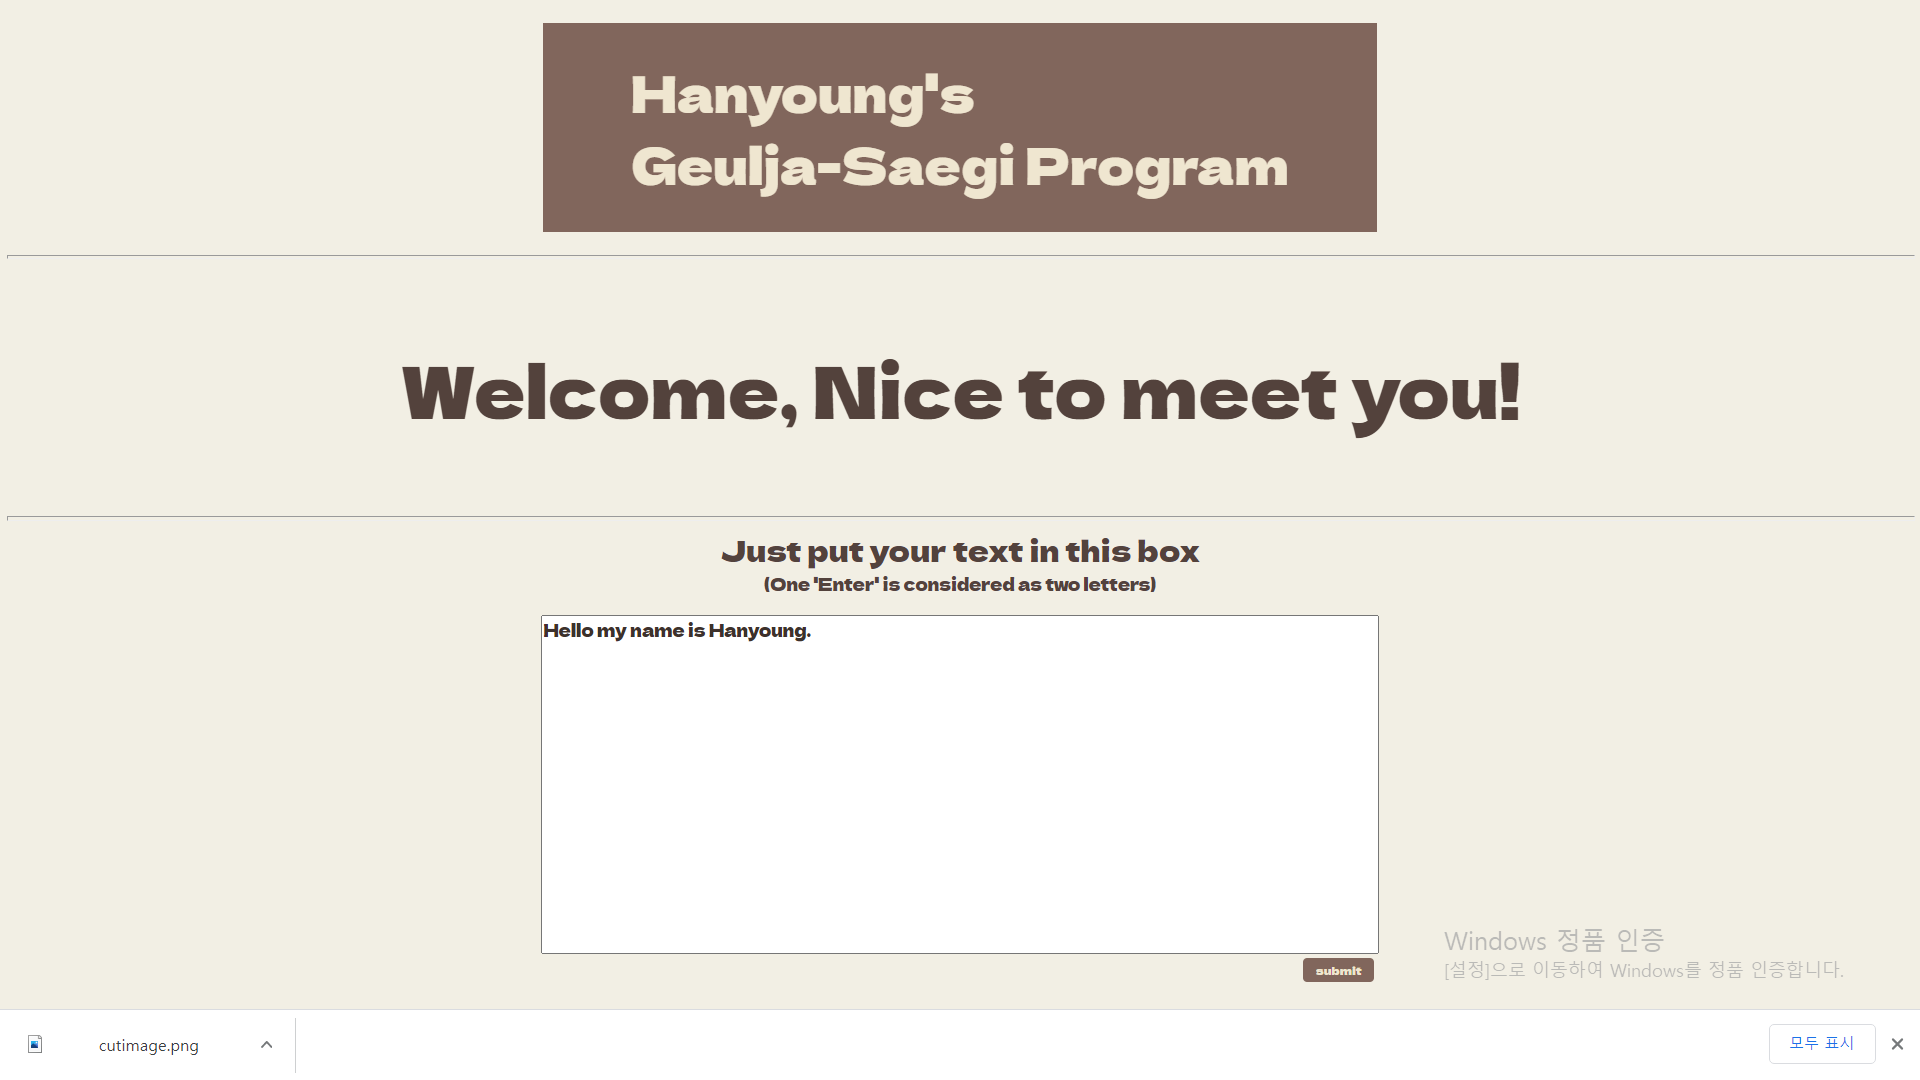 Hanyoung's
Geulja-Saegi Program
Welcome, Nice to meet you!
Just put your text in this box
(One 'Enter' is considered as two letters)
Hello my name is Hanyoung.
submit
Windows 정품 인증
[설정]으로 이동하여 Windows를 정품 인증합니다.
cutimage.png
모두 표시